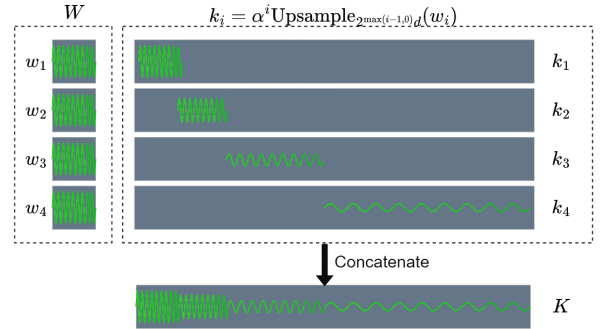 W
k_i = α^i Upsample_{2^{max(i−1,0)}d}(w_i)
w_1
k_1
w_2
k_2
w_3
k_3
w_4
k_4
Concatenate
K